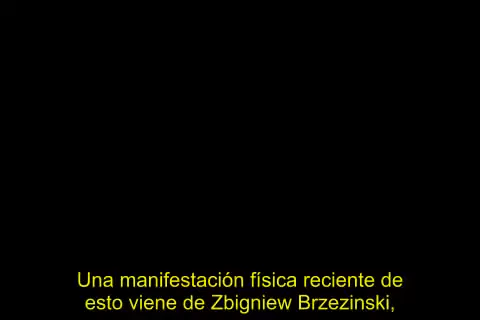 Una manifestación física reciente de
esto viene de Zbigniew Brzezinski,